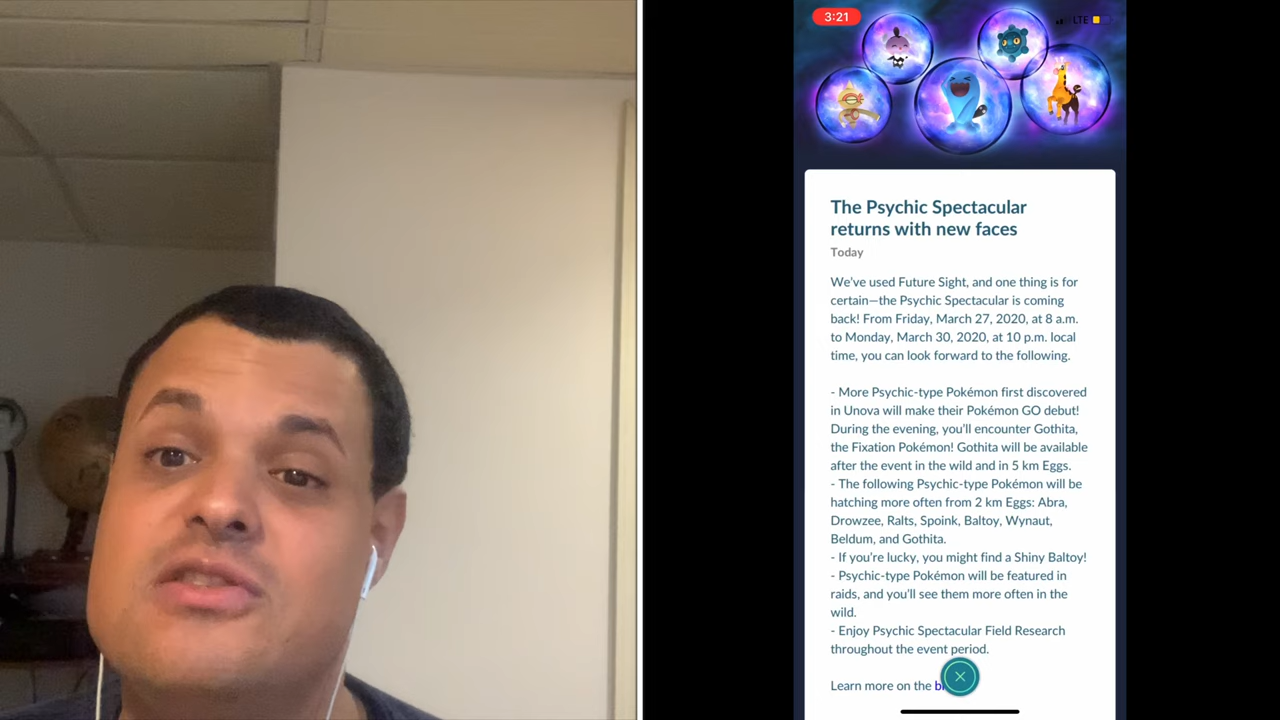 3:21
LTE
The Psychic Spectacular
returns with new faces
Today
We've used Future Sight, and one thing is for
certain—the Psychic Spectacular is coming
back! From Friday, March 27, 2020, at 8 a.m.
to Monday, March 30, 2020, at 10 p.m. local
time, you can look forward to the following.
- More Psychic-type Pokémon first discovered
in Unova will make their Pokémon GO debut!
During the evening, you'll encounter Gothita,
the Fixation Pokémon! Gothita will be available
after the event in the wild and in 5 km Eggs.
- The following Psychic-type Pokémon will be
hatching more often from 2 km Eggs: Abra,
Drowzee, Ralts, Spoink, Baltoy, Wynaut,
Beldum, and Gothita.
- If you're lucky, you might find a Shiny Baltoy!
- Psychic-type Pokémon will be featured in
raids, and you'll see them more often in the
wild.
- Enjoy Psychic Spectacular Field Research
throughout the event period.
Learn more on the